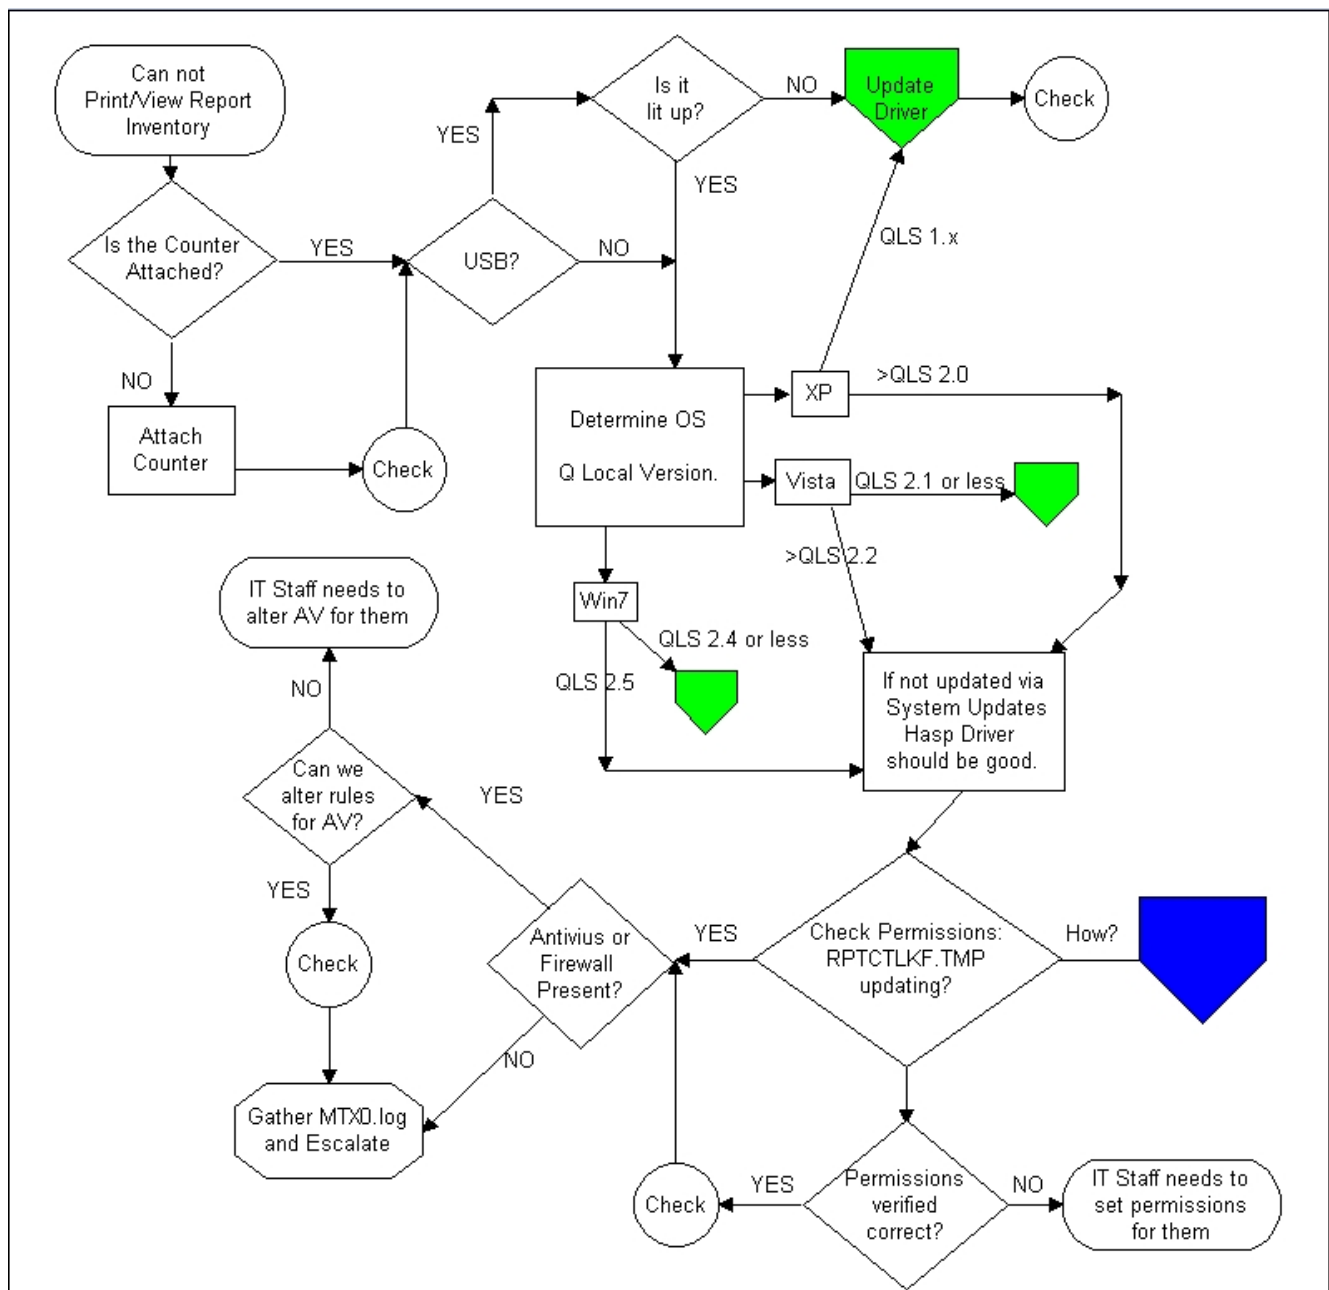 Can not
Print/View Report
Inventory
Is the Counter
Attached?
YES
NO
Attach
Counter
Check
USB?
YES
NO
Is it
lit up?
NO
YES
Update
Driver
Check
QLS 1.x
Determine OS
Q Local Version.
XP
>QLS 2.0
Vista
QLS 2.1 or less
>QLS 2.2
Win7
QLS 2.4 or less
QLS 2.5
If not updated via
System Updates
Hasp Driver
should be good.
Check Permissions:
RPTCTLKF.TMP
updating?
How?
YES
Permissions
verified
correct?
NO
IT Staff needs to
set permissions
for them
YES
Check
Antivius or
Firewall
Present?
YES
NO
Can we
alter rules
for AV?
NO
IT Staff needs to
alter AV for them
YES
Check
Gather MTX0.log
and Escalate